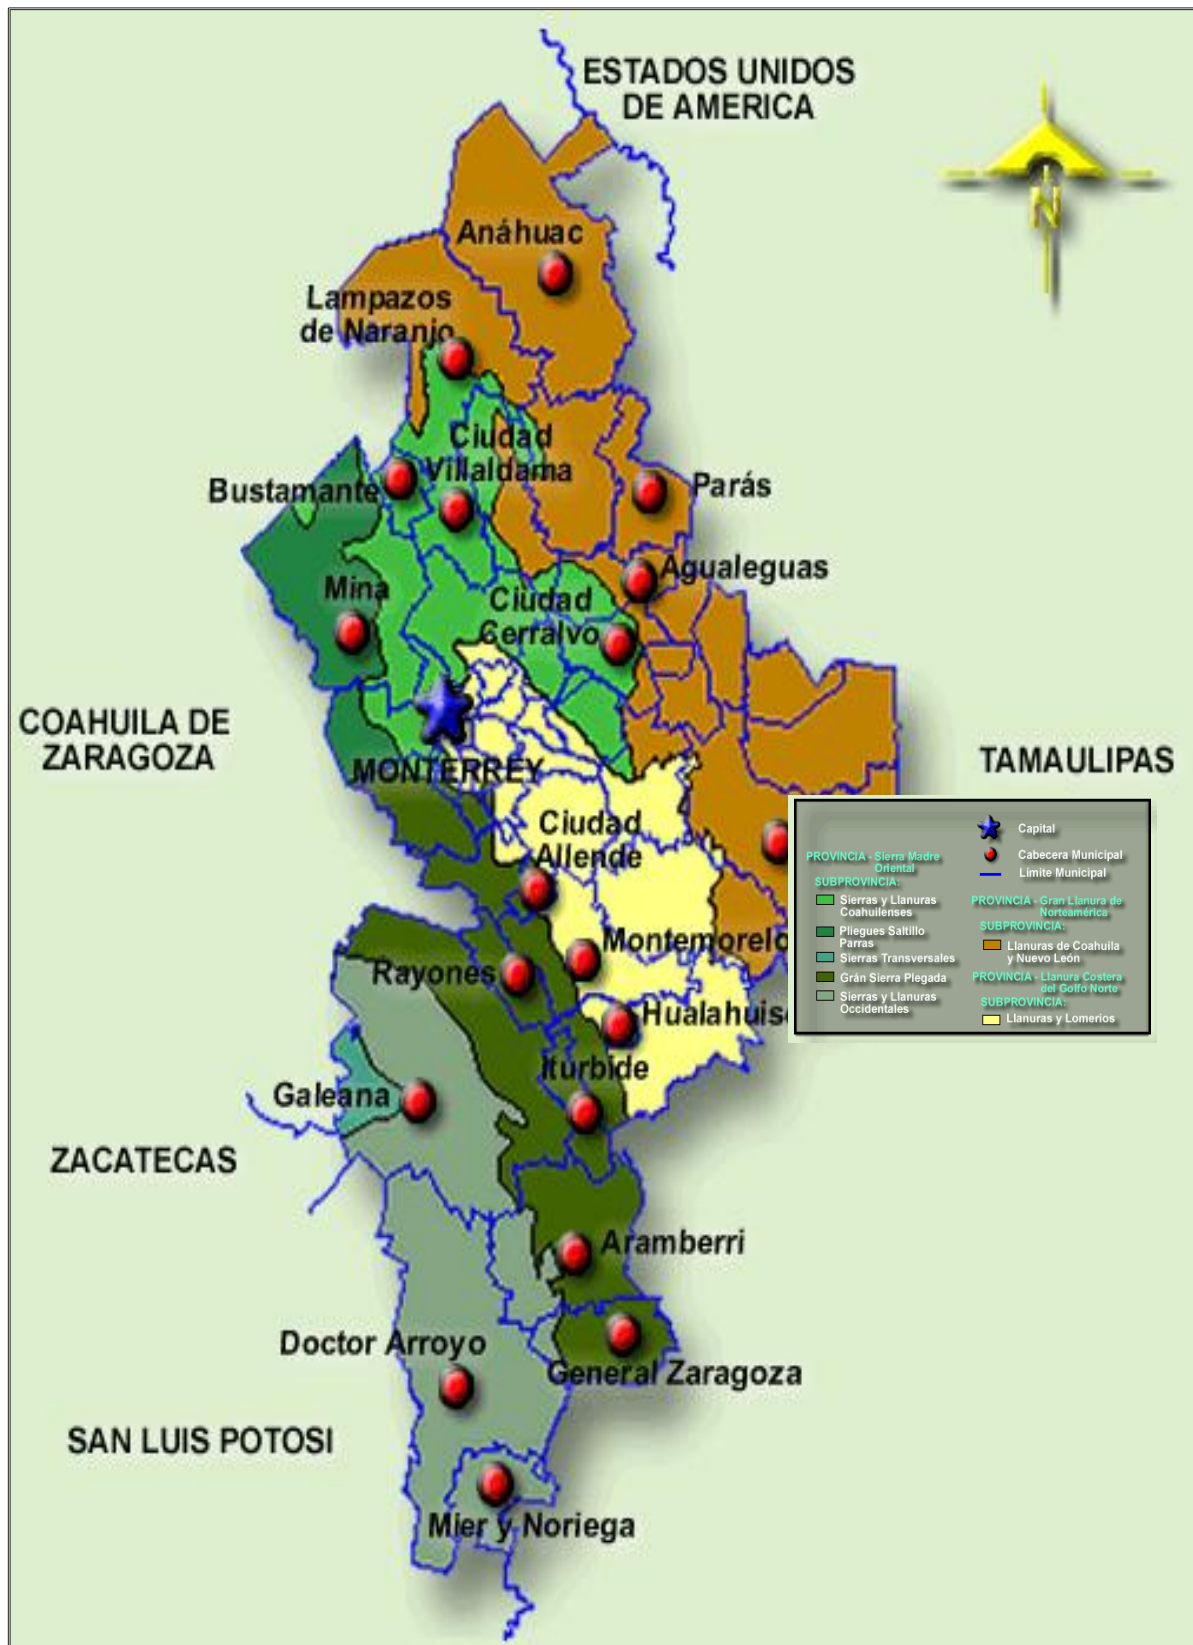 ESTADOS UNIDOS
DE AMERICA
N
Anáhuac
Lampazos
de Naranjo
Ciudad
Villaldama
Bustamante
Parás
Agualeguas
Mina
Ciudad
Cerralvo
COAHUILA DE
ZARAGOZA
MONTERREY
TAMAULIPAS
Ciudad
Allende
Capital
Cabecera Municipal
Límite Municipal
PROVINCIA - Sierra Madre
Oriental
SUBPROVINCIA:
Sierras y Llanuras
Coahuilenses
Pliegues Saltillo
Parras
Sierras Transversales
Grán Sierra Plegada
Sierras y Llanuras
Occidentales
PROVINCIA - Gran Llanura de
Norteamérica
SUBPROVINCIA:
Llanuras de Coahuila
y Nuevo León
PROVINCIA - Llanura Costera
del Golfo Norte
SUBPROVINCIA:
Llanuras y Lomerios
Montemorelo
Rayones
Hualahuise
Iturbide
Galeana
ZACATECAS
Aramberri
Doctor Arroyo
General Zaragoza
SAN LUIS POTOSI
Mier y Noriega